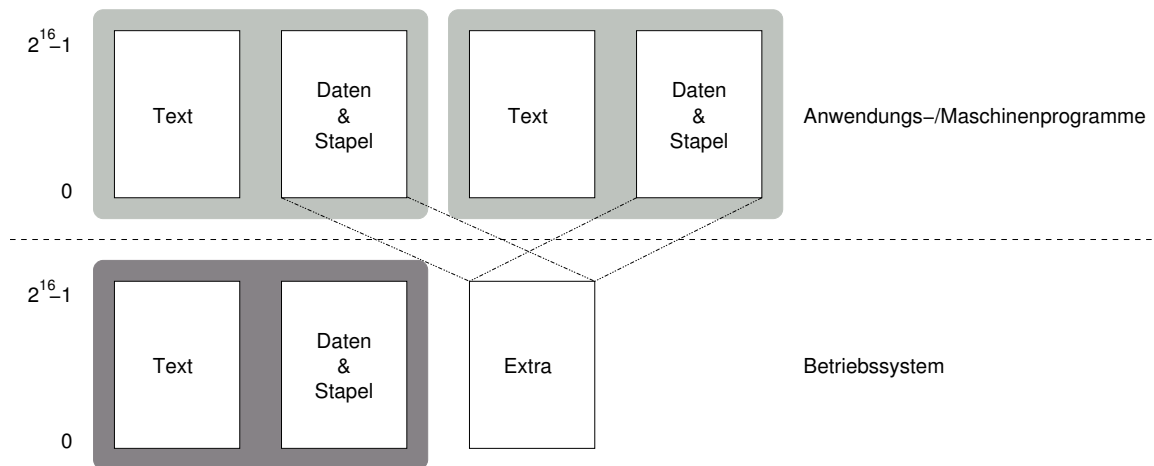 2^16−1
Text
Daten
&
Stapel
Text
Daten
&
Stapel
Anwendungs−/Maschinenprogramme
0
2^16−1
Text
Daten
&
Stapel
Extra
Betriebssystem
0